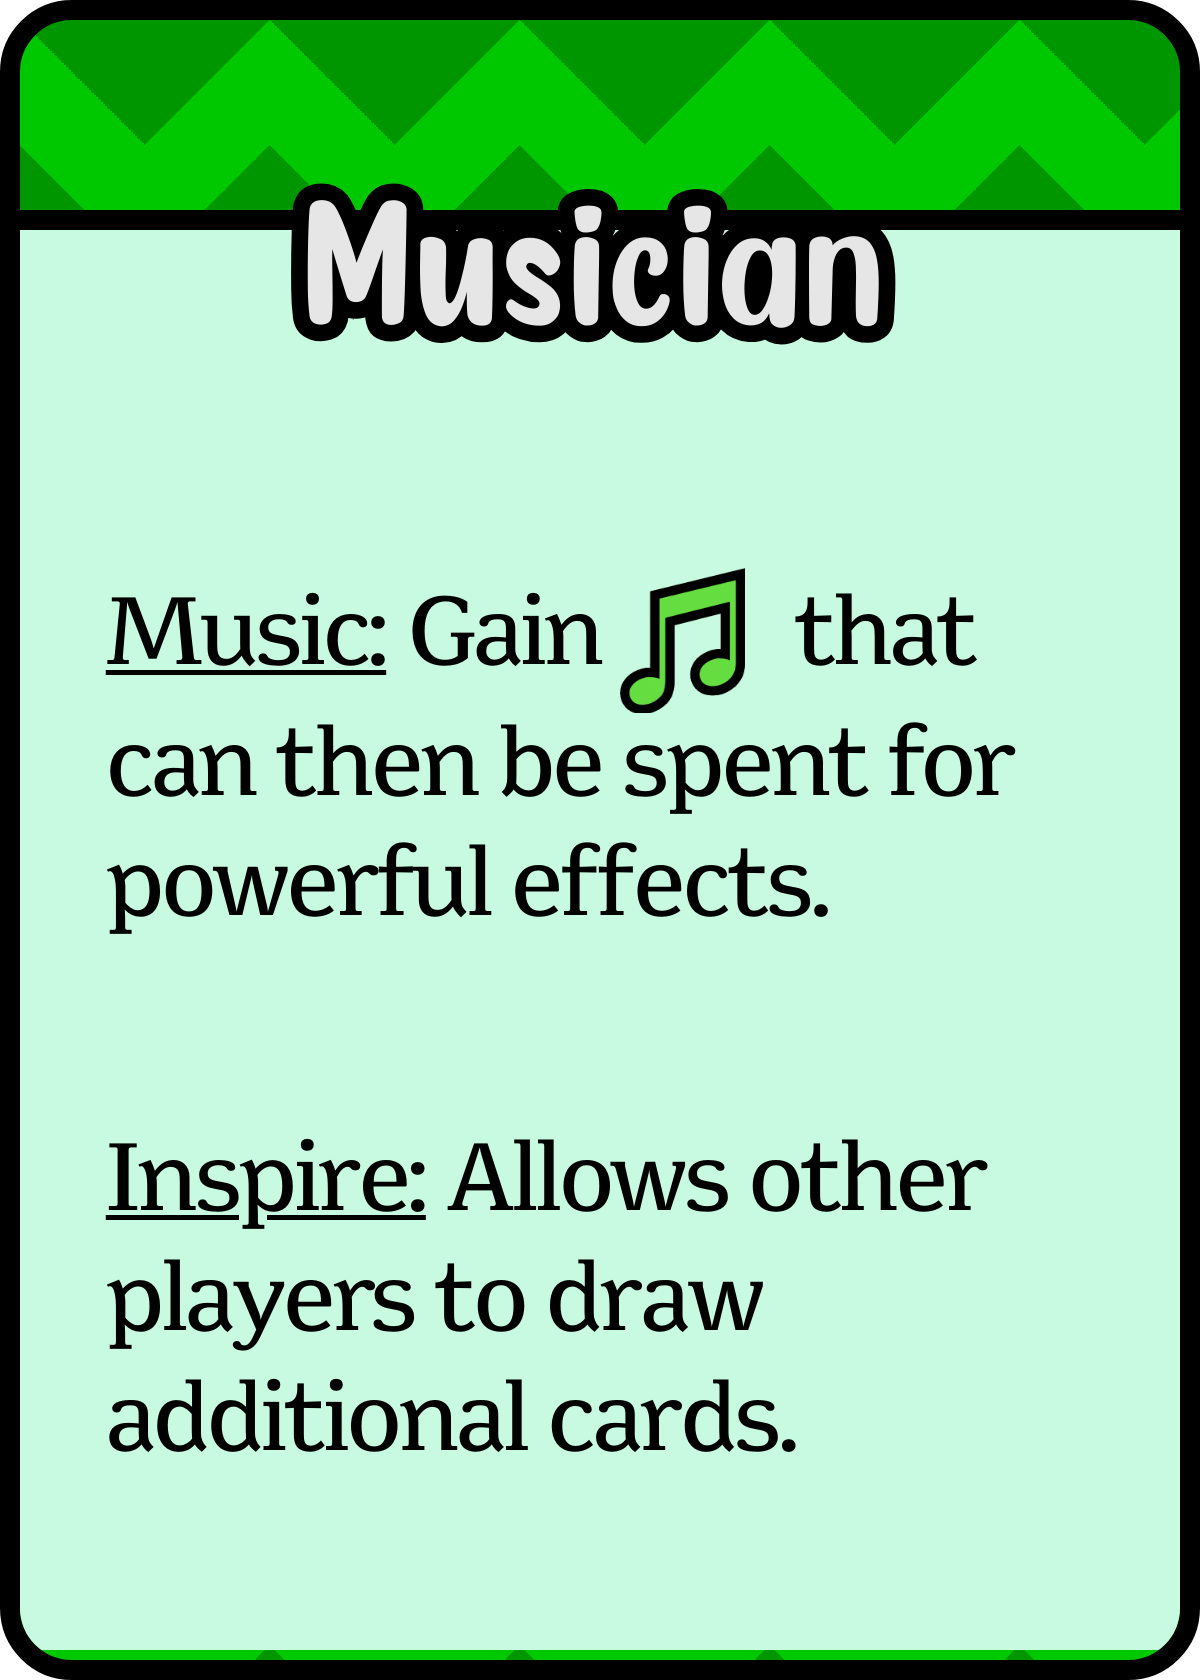 Musician
Music: Gain that
can then be spent for
powerful effects.
Inspire: Allows other
players to draw
additional cards.